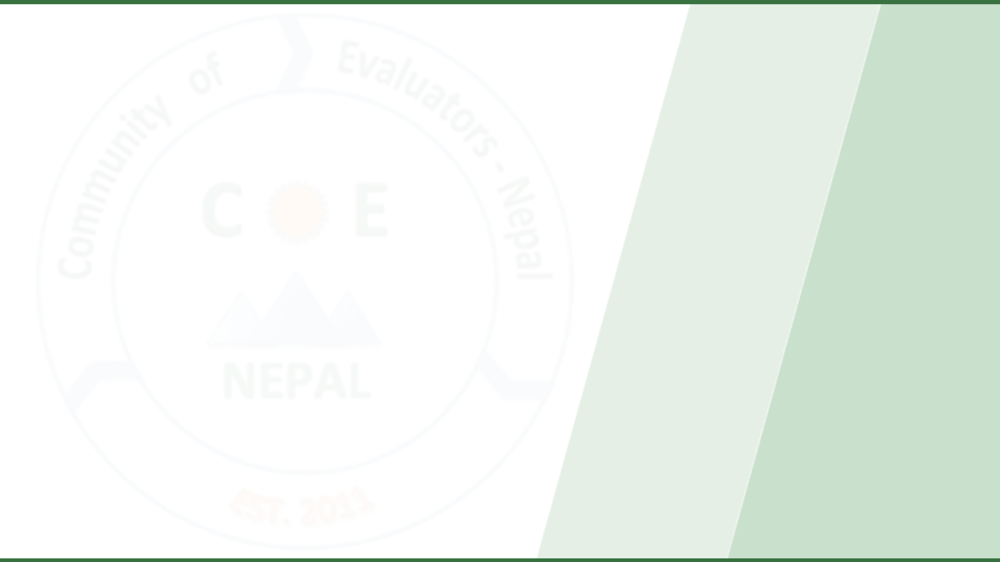 Community of Evaluators - Nepal
C E
NEPAL
EST. 2011